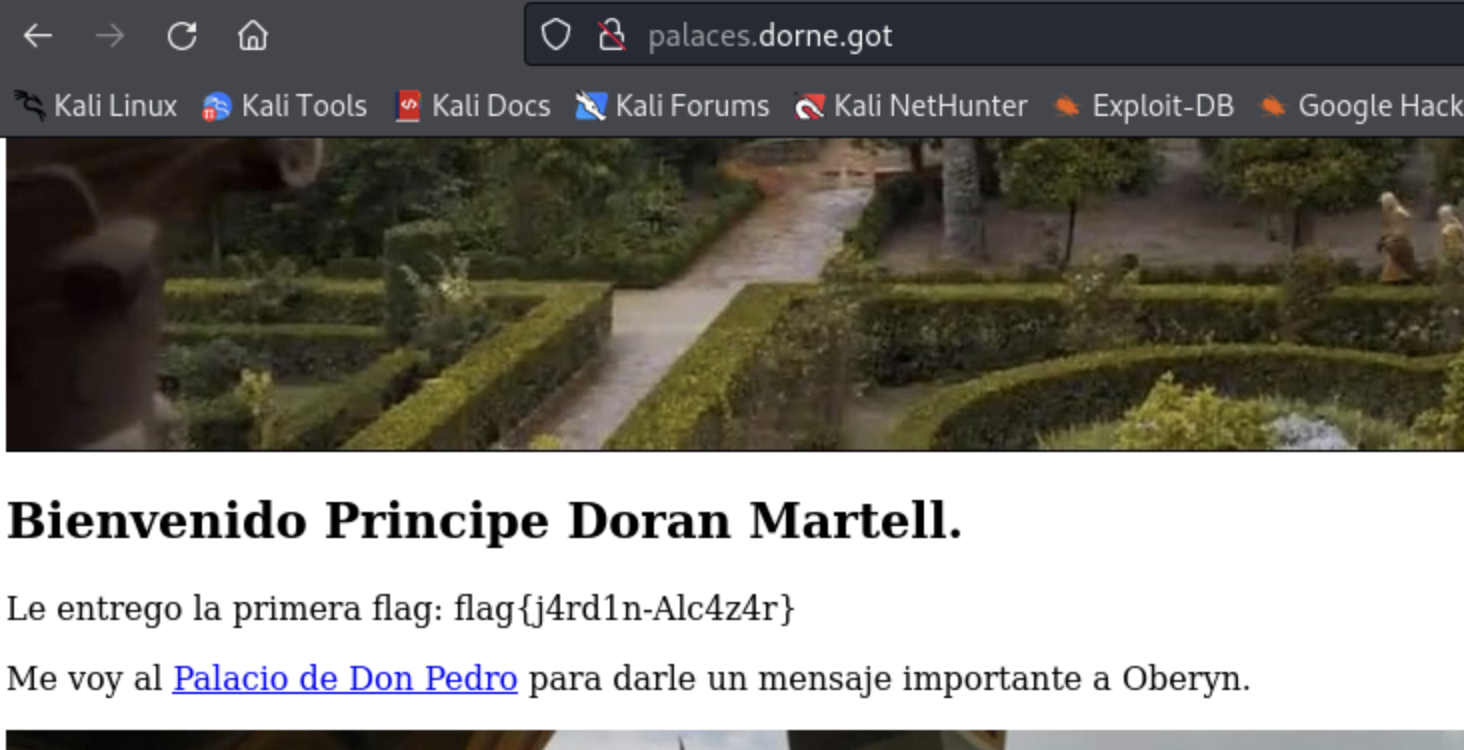 palaces.dorne.got
Kali Linux Kali Tools Kali Docs Kali Forums Kali NetHunter Exploit-DB Google Hack
Bienvenido Principe Doran Martell.
Le entrego la primera flag: flag{j4rd1n-Alc4z4r}
Me voy al Palacio de Don Pedro para darle un mensaje importante a Oberyn.